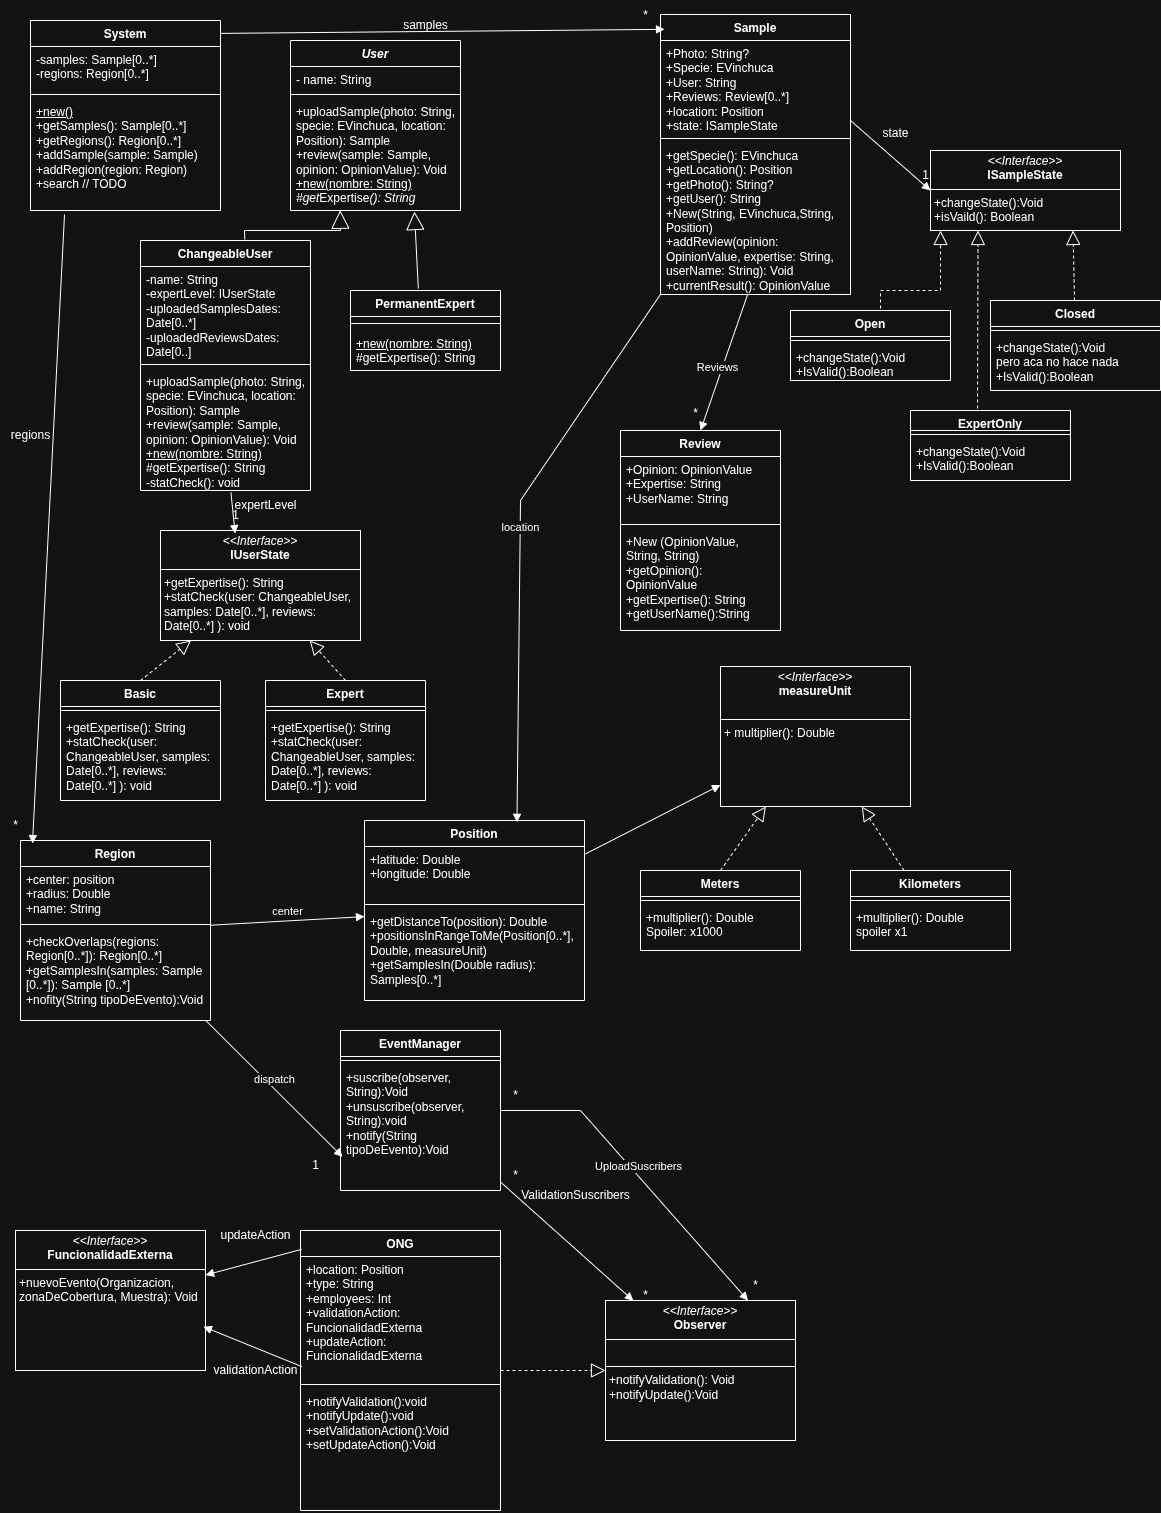 System
-samples: Sample[0..*]
-regions: Region[0..*]
+new()
+getSamples(): Sample[0..*]
+getRegions(): Region[0..*]
+addSample(sample: Sample)
+addRegion(region: Region)
+search // TODO
samples
*
User
- name: String
+uploadSample(photo: String,
specie: EVinchuca, location:
Position): Sample
+review(sample: Sample,
opinion: OpinionValue): Void
+new(nombre: String)
#getExpertise(): String
Sample
+Photo: String?
+Specie: EVinchuca
+User: String
+Reviews: Review[0..*]
+location: Position
+state: ISampleState
+getSpecie(): EVinchuca
+getLocation(): Position
+getPhoto(): String?
+getUser(): String
+New(String, EVinchuca,String,
Position)
+addReview(opinion:
OpinionValue, expertise: String,
userName: String): Void
+currentResult(): OpinionValue
state
1
<<Interface>>
ISampleState
+changeState():Void
+isVaild(): Boolean
ChangeableUser
-name: String
-expertLevel: IUserState
-uploadedSamplesDates:
Date[0..*]
-uploadedReviewsDates:
Date[0..]
+uploadSample(photo: String,
specie: EVinchuca, location:
Position): Sample
+review(sample: Sample,
opinion: OpinionValue): Void
+new(nombre: String)
#getExpertise(): String
-statCheck(): void
PermanentExpert
+new(nombre: String)
#getExpertise(): String
Open
+changeState():Void
+IsValid():Boolean
Closed
+changeState():Void
pero aca no hace nada
+IsValid():Boolean
ExpertOnly
+changeState():Void
+IsValid():Boolean
Reviews
*
regions
Review
+Opinion: OpinionValue
+Expertise: String
+UserName: String
+New (OpinionValue,
String, String)
+getOpinion():
OpinionValue
+getExpertise(): String
+getUserName():String
expertLevel
1
location
<<Interface>>
IUserState
+getExpertise(): String
+statCheck(user: ChangeableUser,
samples: Date[0..*], reviews:
Date[0..*] ): void
Basic
+getExpertise(): String
+statCheck(user:
ChangeableUser, samples:
Date[0..*], reviews:
Date[0..*] ): void
Expert
+getExpertise(): String
+statCheck(user:
ChangeableUser, samples:
Date[0..*], reviews:
Date[0..*] ): void
<<Interface>>
measureUnit
+ multiplier(): Double
*
Region
+center: position
+radius: Double
+name: String
+checkOverlaps(regions:
Region[0..*]): Region[0..*]
+getSamplesIn(samples: Sample
[0..*]): Sample [0..*]
+nofity(String tipoDeEvento):Void
center
Position
+latitude: Double
+longitude: Double
+getDistanceTo(position): Double
+positionsInRangeToMe(Position[0..*],
Double, measureUnit)
+getSamplesIn(Double radius):
Samples[0..*]
Meters
+multiplier(): Double
Spoiler: x1000
Kilometers
+multiplier(): Double
spoiler x1
dispatch
1
EventManager
+suscribe(observer,
String):Void
+unsuscribe(observer,
String):void
+notify(String
tipoDeEvento):Void
*
UploadSuscribers
*
ValidationSuscribers
*
*
<<Interface>>
FuncionalidadExterna
+nuevoEvento(Organizacion,
zonaDeCobertura, Muestra): Void
updateAction
validationAction
ONG
+location: Position
+type: String
+employees: Int
+validationAction:
FuncionalidadExterna
+updateAction:
FuncionalidadExterna
+notifyValidation():void
+notifyUpdate():void
+setValidationAction():Void
+setUpdateAction():Void
<<Interface>>
Observer
+notifyValidation(): Void
+notifyUpdate():Void